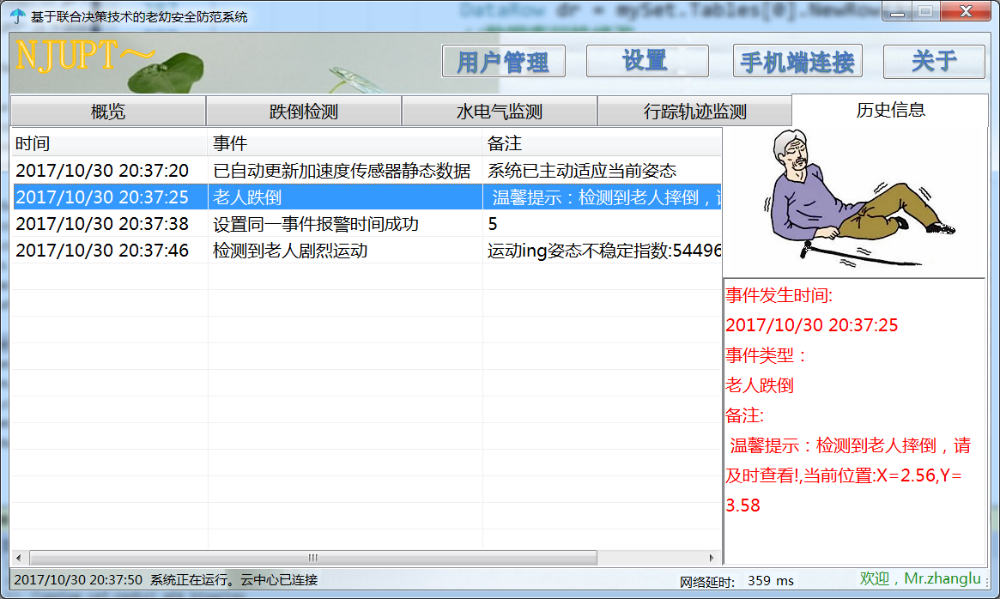 基于联合决策技术的老幼安全防范系统
DataRow dr = mySet.Tables[0].NewRow
NJUPT～
用户管理
设置
手机端连接
关于
概览
跌倒检测
水电气监测
行踪轨迹监测
历史信息
时间 事件 备注
2017/10/30 20:37:20 已自动更新加速度传感器静态数据 系统已主动适应当前姿态
2017/10/30 20:37:25 老人跌倒 温馨提示：检测到老人摔倒，
2017/10/30 20:37:38 设置同一事件报警时间成功 5
2017/10/30 20:37:46 检测到老人剧烈运动 运动ing姿态不稳定指数:54496
事件发生时间:
2017/10/30 20:37:25
事件类型：
老人跌倒
备注:
温馨提示：检测到老人摔倒，请
及时查看!,当前位置:X=2.56,Y=
3.58
2017/10/30 20:37:50 系统正在运行。云中心已连接
网络延时: 359 ms
欢迎，Mr.zhanglu